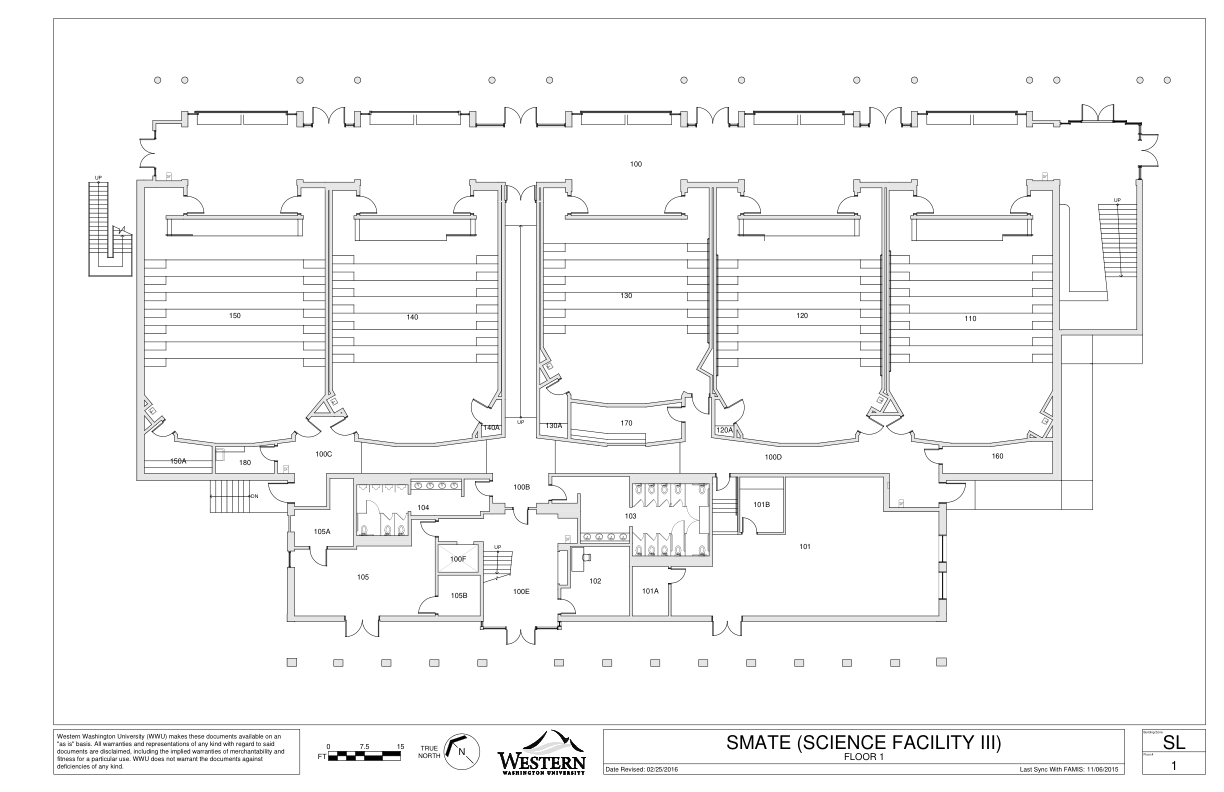 100
UP
UP
150
140
130
120
110
140A
UP
130A
170
120A
150A
180
100C
100D
160
DN
100B
104
103
101B
105A
UP
101
105
100F
100E
102
105B
101A
Western Washington University (WWU) makes these documents available on an
"as is" basis. All warranties and representations of any kind with regard to said
documents are disclaimed, including the implied warranties of merchantability and
fitness for a particular use. WWU does not warrant the documents against
deficiencies of any kind.
0 7.5 15
FT
TRUE
NORTH
N
WESTERN
WASHINGTON UNIVERSITY
SMATE (SCIENCE FACILITY III)
FLOOR 1
Date Revised: 02/25/2016
Last Sync With FAMIS: 11/06/2015
SL
1